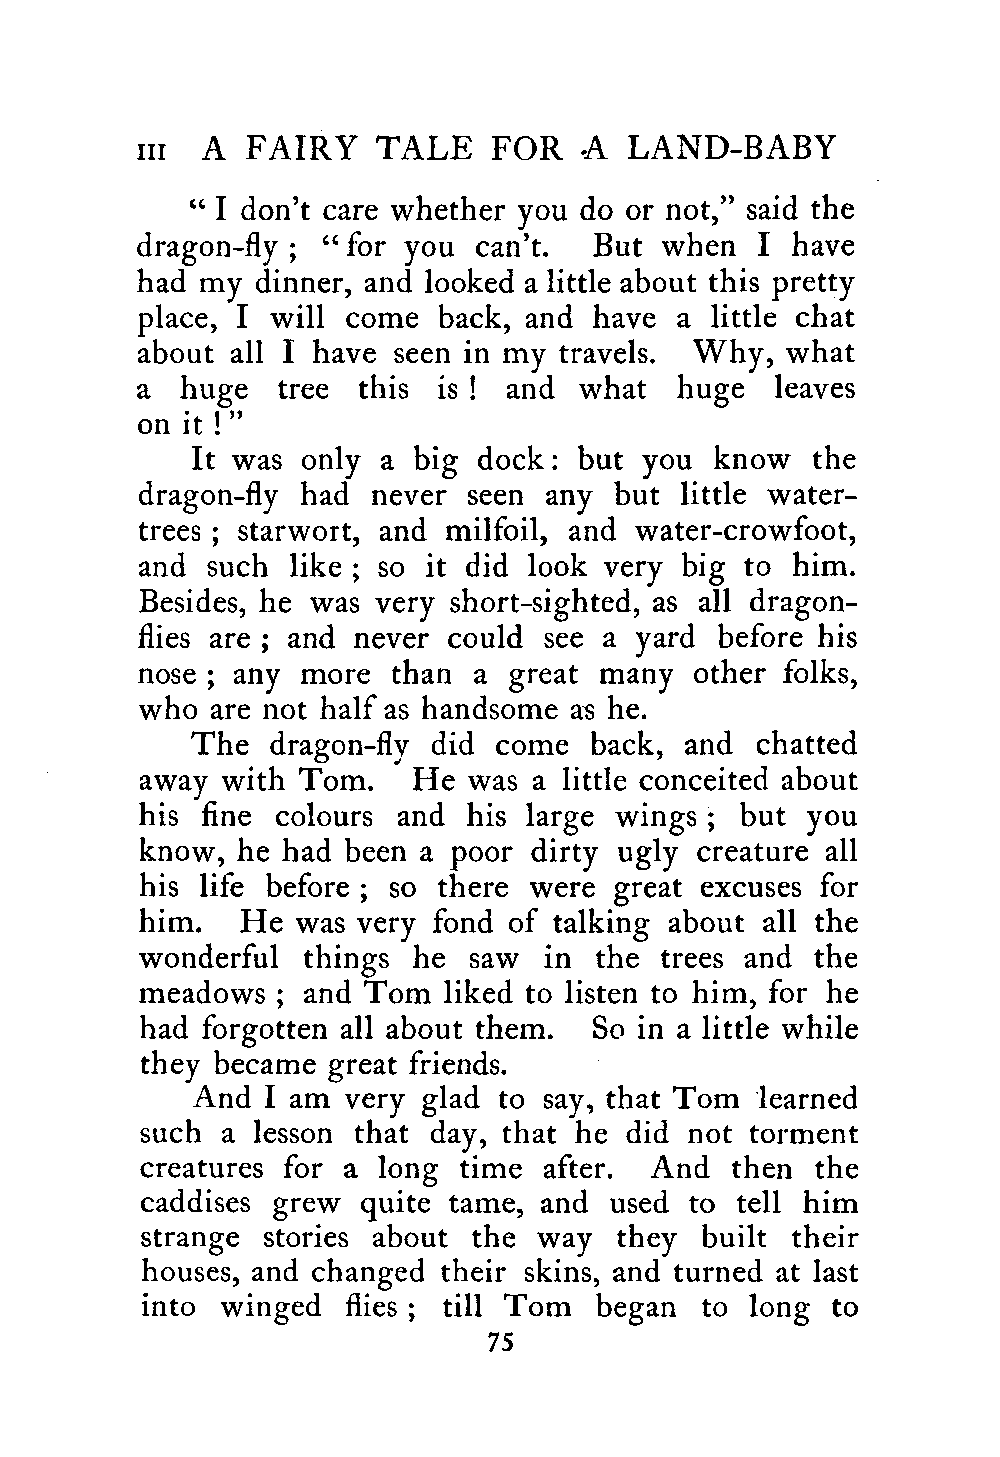 III A FAIRY TALE FOR A LAND-BABY
“ I don’t care whether you do or not,” said the
dragon-fly ; “ for you can’t. But when I have
had my dinner, and looked a little about this pretty
place, I will come back, and have a little chat
about all I have seen in my travels. Why, what
a huge tree this is ! and what huge leaves
on it ! ”
It was only a big dock : but you know the
dragon-fly had never seen any but little water-
trees ; starwort, and milfoil, and water-crowfoot,
and such like ; so it did look very big to him.
Besides, he was very short-sighted, as all dragon-
flies are ; and never could see a yard before his
nose ; any more than a great many other folks,
who are not half as handsome as he.
The dragon-fly did come back, and chatted
away with Tom. He was a little conceited about
his fine colours and his large wings ; but you
know, he had been a poor dirty ugly creature all
his life before ; so there were great excuses for
him. He was very fond of talking about all the
wonderful things he saw in the trees and the
meadows ; and Tom liked to listen to him, for he
had forgotten all about them. So in a little while
they became great friends.
And I am very glad to say, that Tom learned
such a lesson that day, that he did not torment
creatures for a long time after. And then the
caddises grew quite tame, and used to tell him
strange stories about the way they built their
houses, and changed their skins, and turned at last
into winged flies ; till Tom began to long to
75